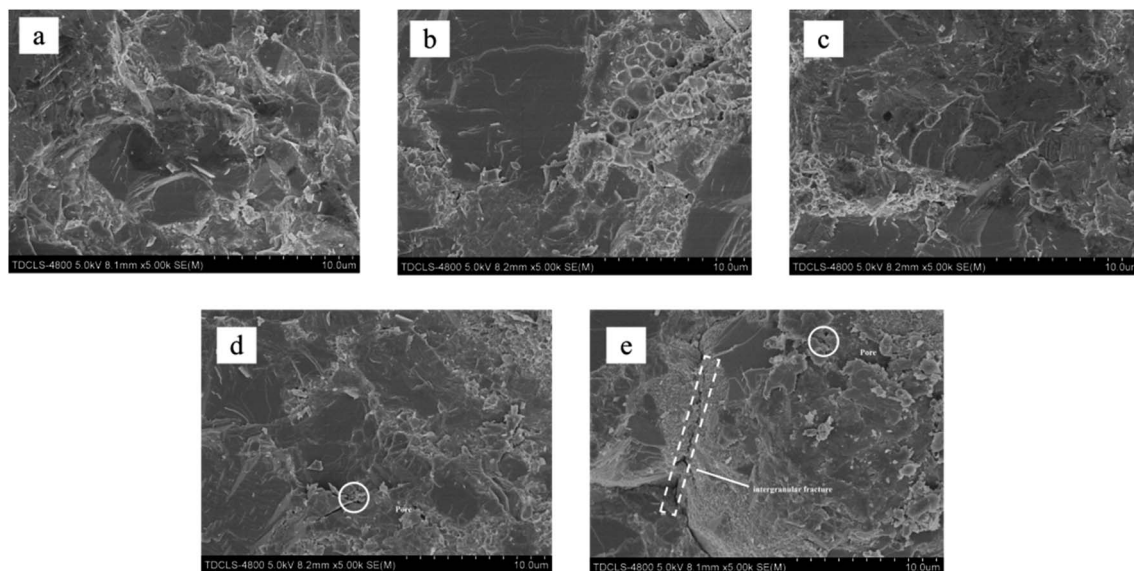 a
b
c
TDCLS-4800 5.0kV 8.1mm x5.00k SE(M) 10.0um
TDCLS-4800 5.0kV 8.2mm x5.00k SE(M) 10.0um
TDCLS-4800 5.0kV 8.2mm x5.00k SE(M) 10.0um
d
e
Pore
Pore
intergranular fracture
TDCLS-4800 5.0kV 8.2mm x5.00k SE(M) 10.0um
TDCLS-4800 5.0kV 8.1mm x5.00k SE(M) 10.0um